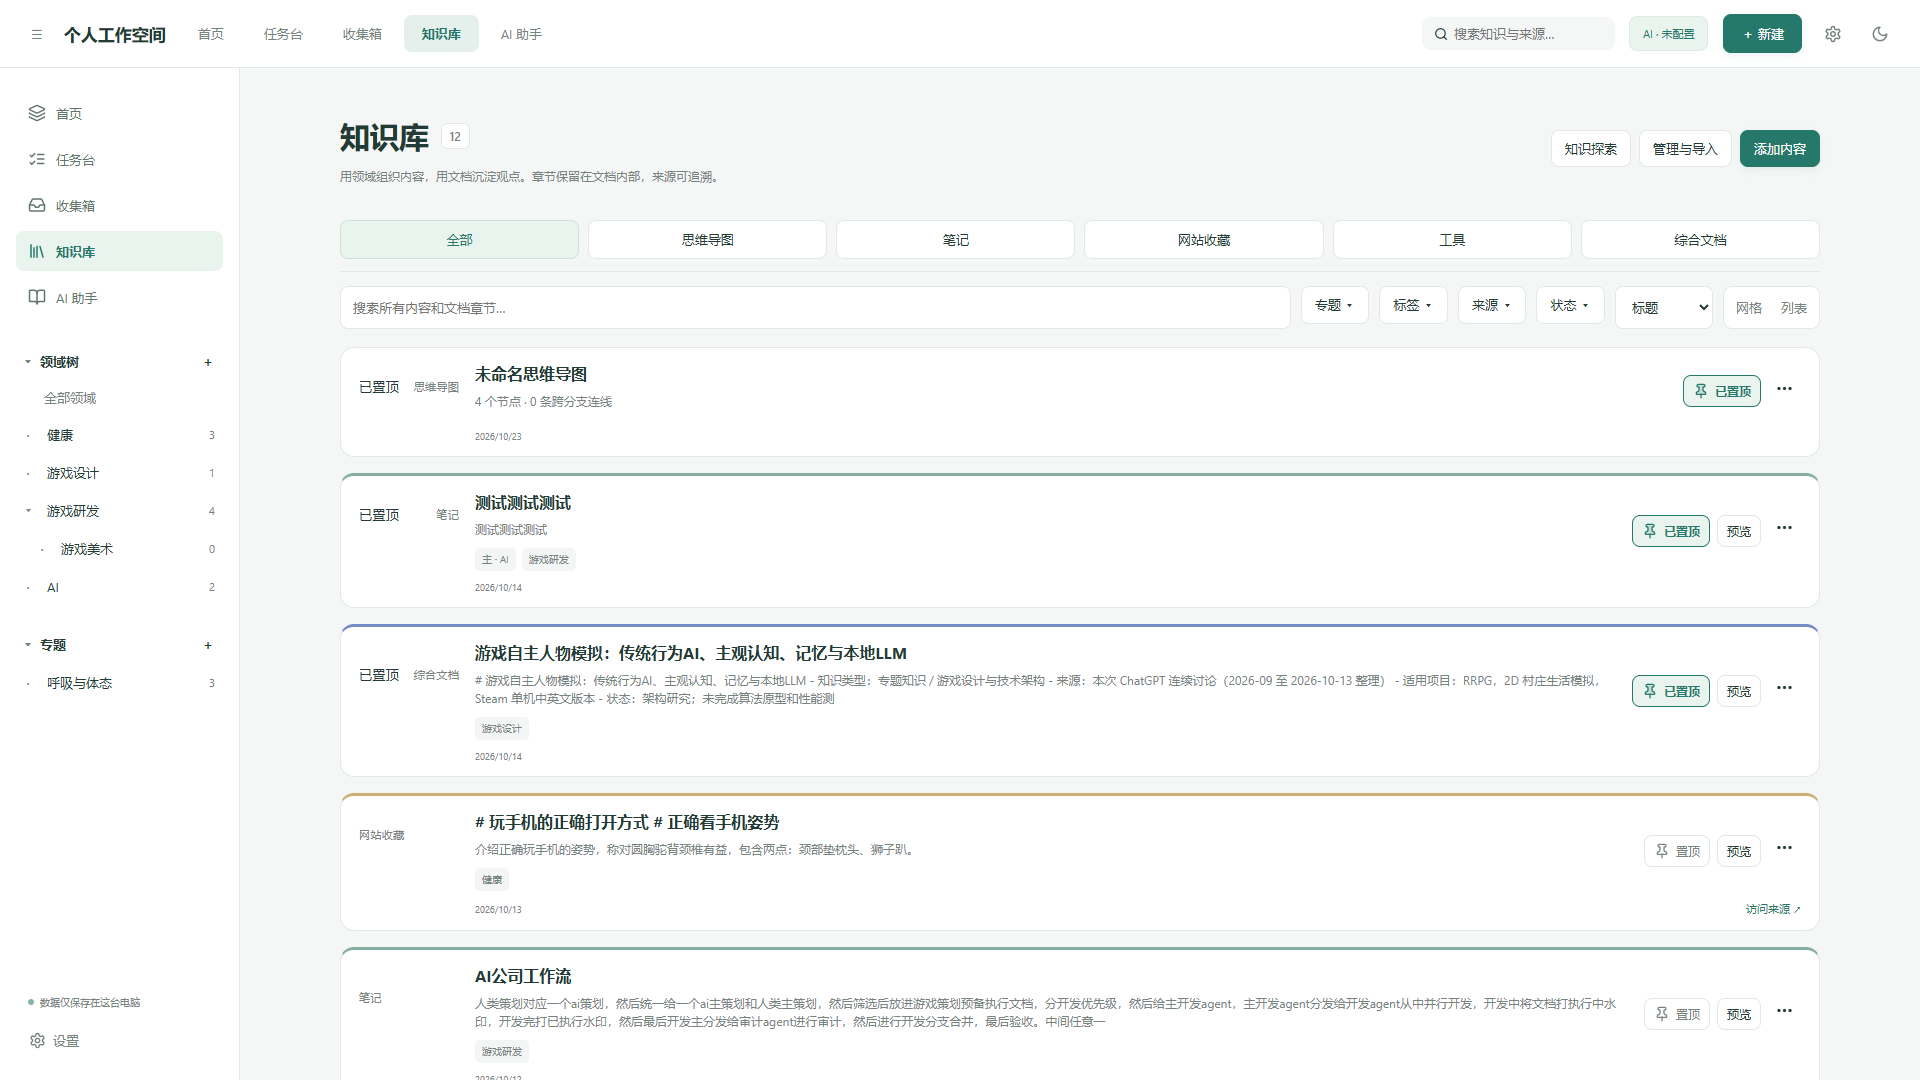 个人工作空间
首页
任务台
收集箱
知识库
AI 助手
搜索知识与来源...
AI · 未配置
+ 新建
首页
任务台
收集箱
知识库
AI 助手
领域树
+
全部领域
健康 3
游戏设计 1
游戏研发 4
游戏美术 0
AI 2
专题
+
呼吸与体态 3
数据仅保存在这台电脑
设置
知识库 12
用领域组织内容，用文档沉淀观点。章节保留在文档内部，来源可追溯。
知识探索
管理与导入
添加内容
全部
思维导图
笔记
网站收藏
工具
综合文档
搜索所有内容和文档章节...
专题
标签
来源
状态
标题
网格
列表
已置顶
思维导图
未命名思维导图
4 个节点 · 0 条跨分支连线
2026/10/23
已置顶
已置顶
笔记
测试测试测试
测试测试测试
主 · AI
游戏研发
2026/10/14
已置顶
预览
已置顶
综合文档
游戏自主人物模拟：传统行为AI、主观认知、记忆与本地LLM
# 游戏自主人物模拟：传统行为AI、主观认知、记忆与本地LLM - 知识类型：专题知识 / 游戏设计与技术架构 - 来源：本次 ChatGPT 连续讨论（2026-09 至 2026-10-13 整理） - 适用项目：RRPG，2D 村庄生活模拟，
Steam 单机中英文版本 - 状态：架构研究；未完成算法原型和性能测
游戏设计
2026/10/14
已置顶
预览
网站收藏
# 玩手机的正确打开方式 # 正确看手机姿势
介绍正确玩手机的姿势，称对圆胸驼背颈椎有益，包含两点：颈部垫枕头、狮子趴。
健康
2026/10/13
置顶
预览
访问来源 ↗
笔记
AI公司工作流
人类策划对应一个ai策划，然后统一给一个ai主策划和人类主策划，然后筛选后放进游戏策划预备执行文档，分开发优先级，然后给主开发agent，主开发agent分发给开发agent从中并行开发，开发中将文档打执行中水
印，开发完打已执行水印，然后最后开发主分发给审计agent进行审计，然后进行开发分支合并，最后验收。中间任意一
游戏研发
2026/10/12
置顶
预览